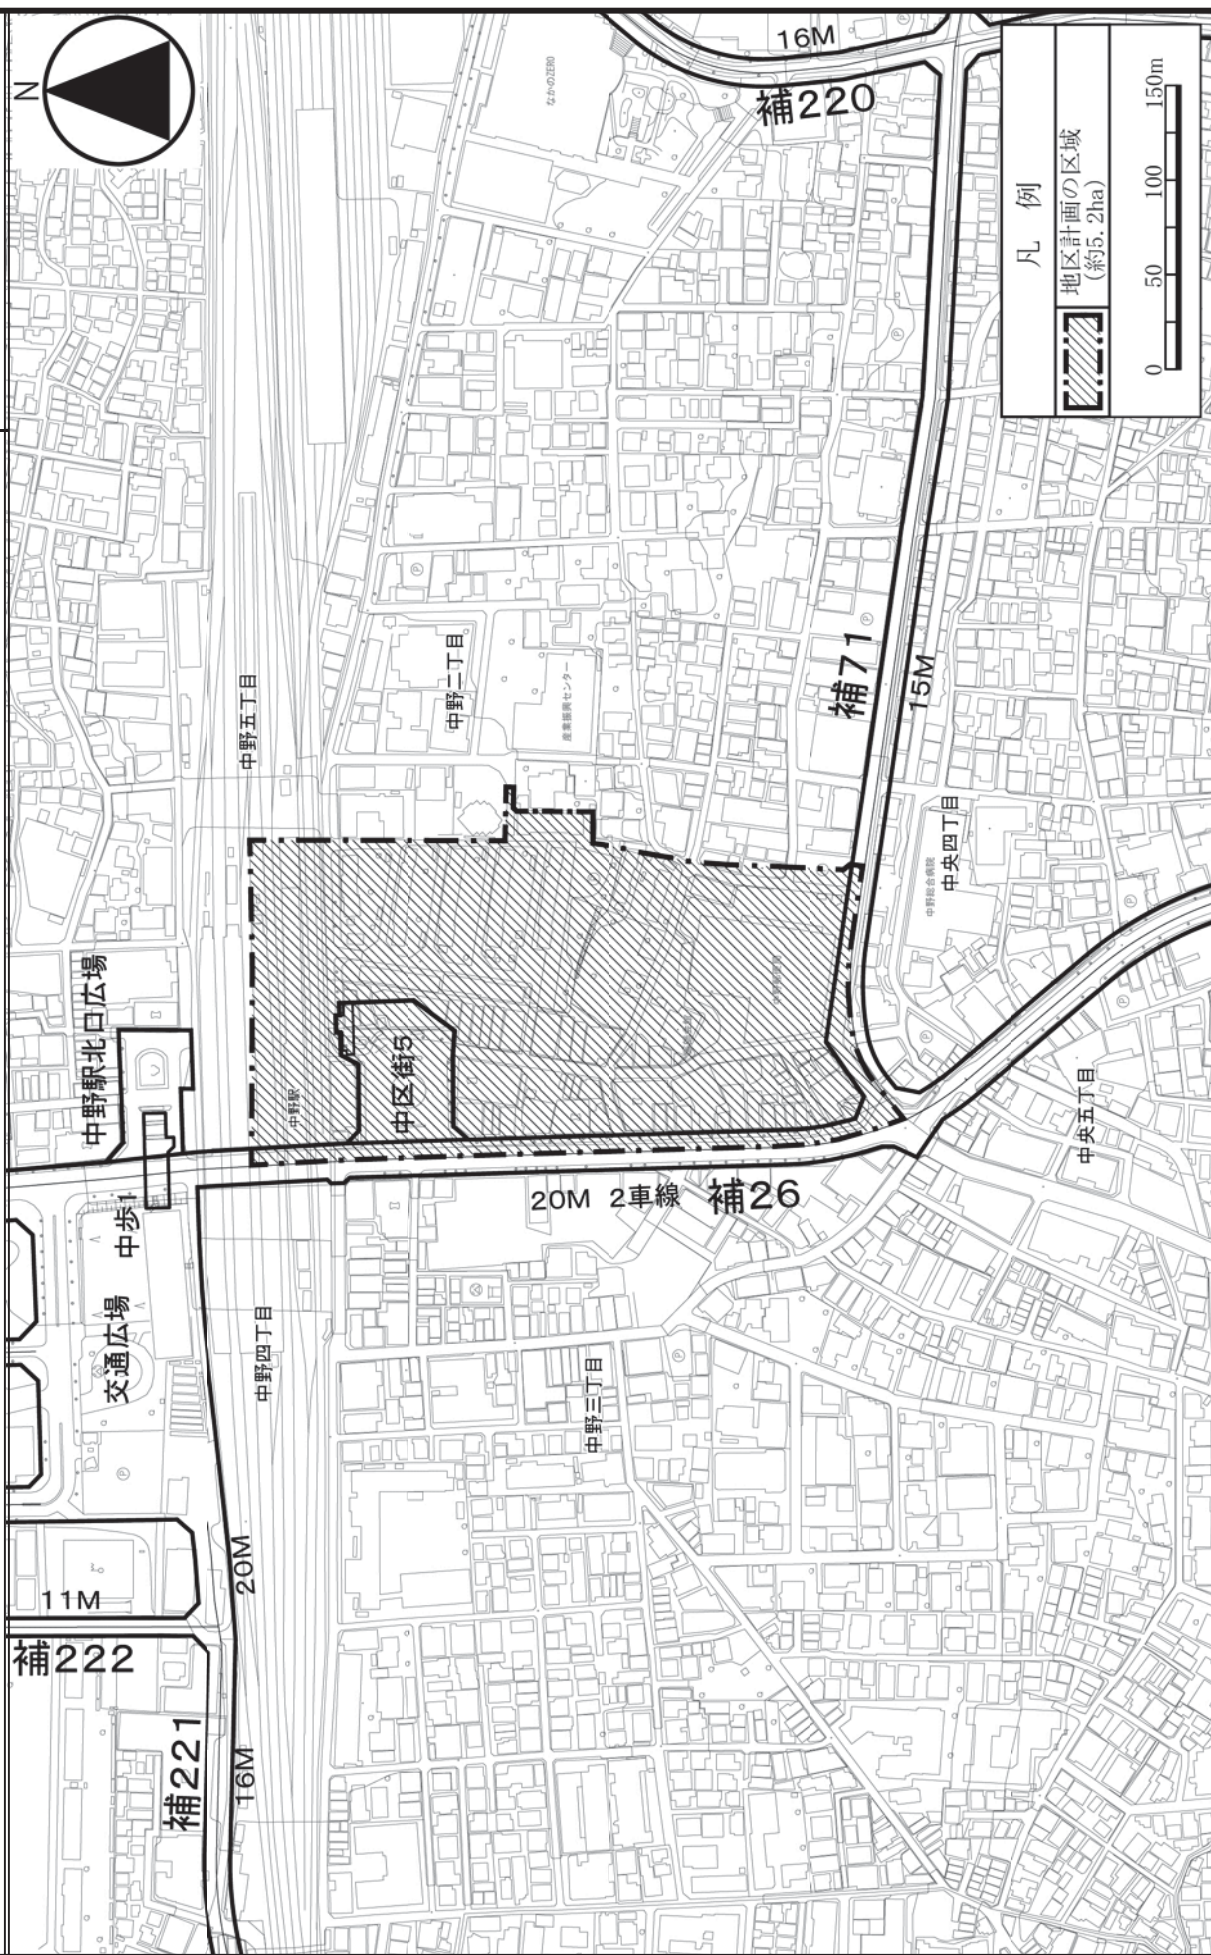 N
なかのZERO
16M
補220
凡例
地区計画の区域
(約5.2ha)
0
50
100
150m
中野五丁目
中野二丁目
産業振興センター
補71
15M
中野駅北口広場
中野駅
中区街5
中野総合病院
中央四丁目
中歩1
交通広場
20M 2車線 補26
中央五丁目
中野四丁目
中野三丁目
11M
補222
20M
補221
16M